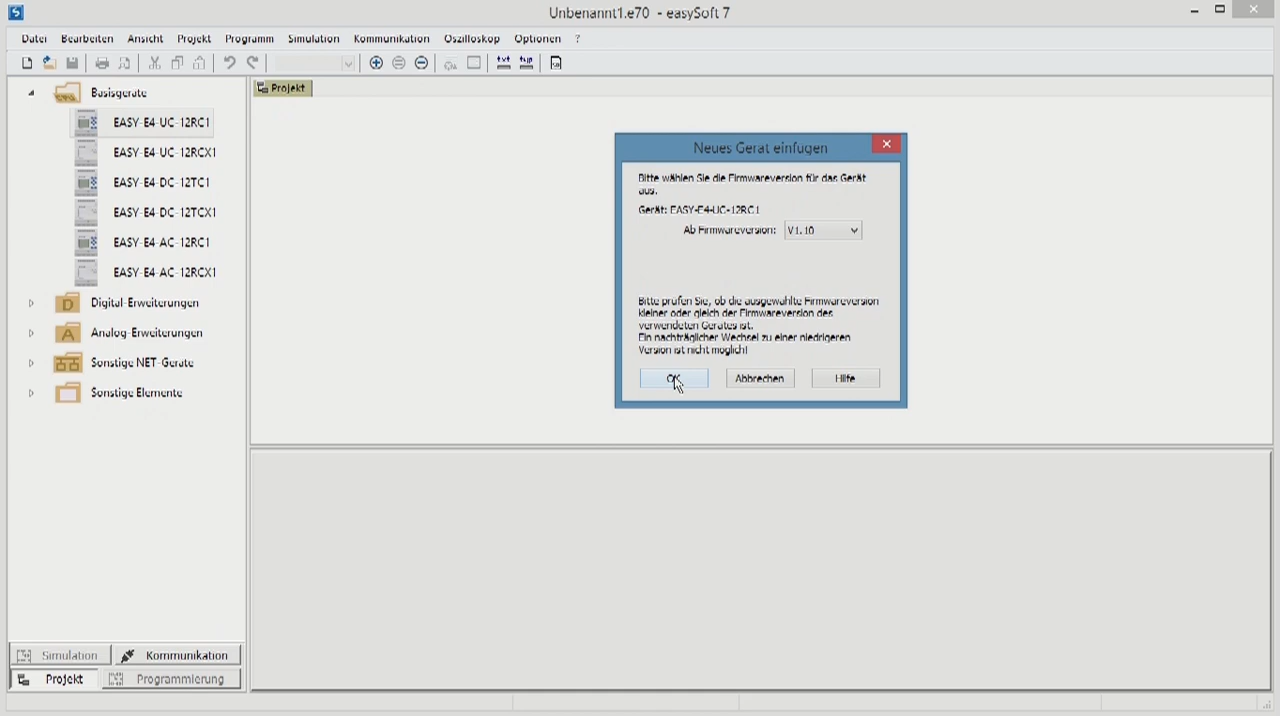 Unbenannt1.e70 - easySoft 7
Datei Bearbeiten Ansicht Projekt Programm Simulation Kommunikation Oszilloskop Optionen ?
Projekt
Basisgeräte
EASY-E4-UC-12RC1
EASY-E4-UC-12RCX1
EASY-E4-DC-12TC1
EASY-E4-DC-12TCX1
EASY-E4-AC-12RC1
EASY-E4-AC-12RCX1
Digital-Erweiterungen
Analog-Erweiterungen
Sonstige NET-Geräte
Sonstige Elemente
Neues Gerät einfügen
Bitte wählen Sie die Firmwareversion für das Gerät
aus.
Gerät: EASY-E4-UC-12RC1
Ab Firmwareversion: V1.10
Bitte prüfen Sie, ob die ausgewählte Firmwareversion
kleiner oder gleich der Firmwareversion des
verwendeten Gerätes ist.
Ein nachträglicher Wechsel zu einer niedrigeren
Version ist nicht möglich!
OK Abbrechen Hilfe
Simulation Kommunikation
Projekt Programmierung